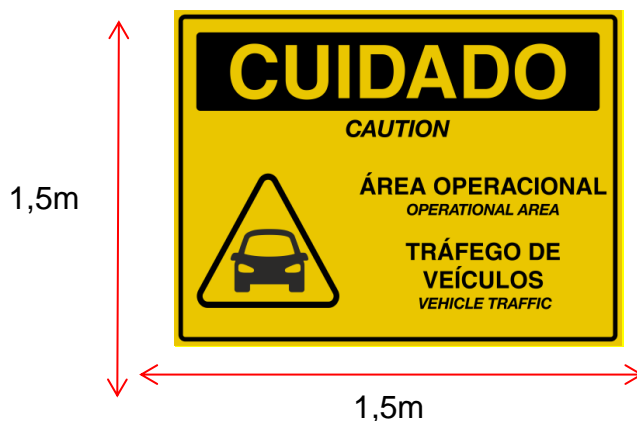 CUIDADO
CAUTION
ÁREA OPERACIONAL
OPERATIONAL AREA
TRÁFEGO DE
VEÍCULOS
VEHICLE TRAFFIC
1,5m
1,5m